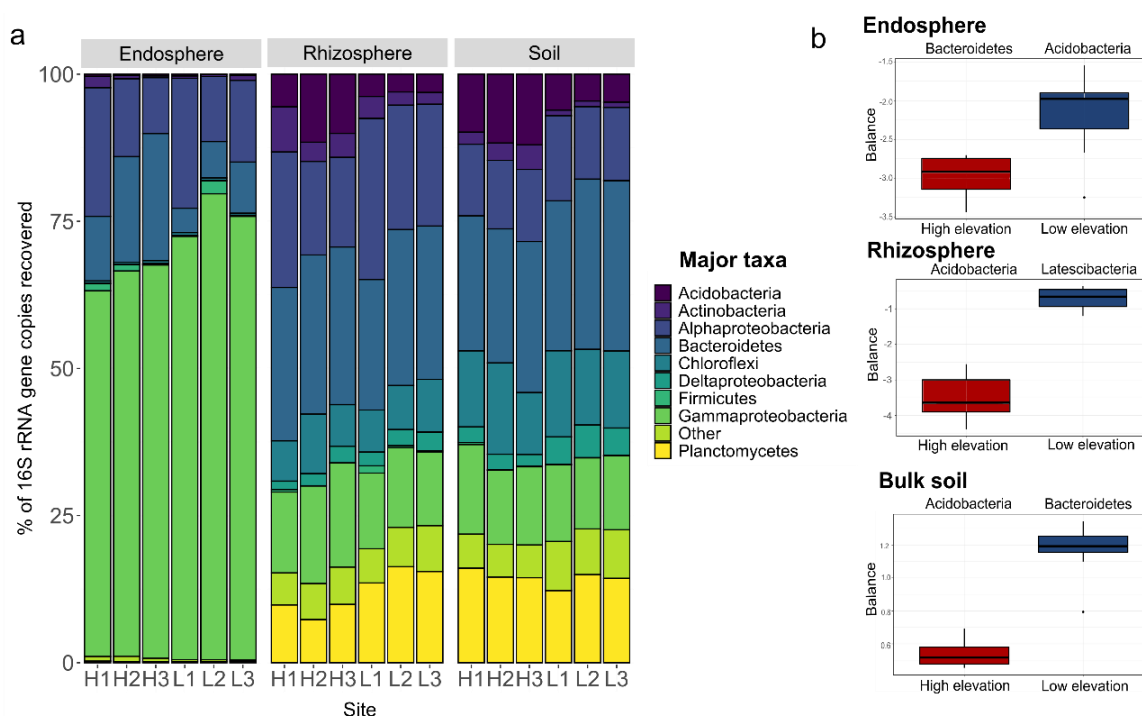 a
Endosphere
Rhizosphere
Soil
100
75
50
25
0
% of 16S rRNA gene copies recovered
H1 H2 H3 L1 L2 L3
H1 H2 H3 L1 L2 L3
H1 H2 H3 L1 L2 L3
Site
Major taxa
Acidobacteria
Actinobacteria
Alphaproteobacteria
Bacteroidetes
Chloroflexi
Deltaproteobacteria
Firmicutes
Gammaproteobacteria
Other
Planctomycetes
b
Endosphere
Bacteroidetes Acidobacteria
-1.5
-2.0
-2.5
-3.0
-3.5
Balance
High elevation Low elevation
Rhizosphere
Acidobacteria Latescibacteria
-1
-2
-3
-4
Balance
High elevation Low elevation
Bulk soil
Acidobacteria Bacteroidetes
1.2
1.0
0.8
0.6
Balance
High elevation Low elevation